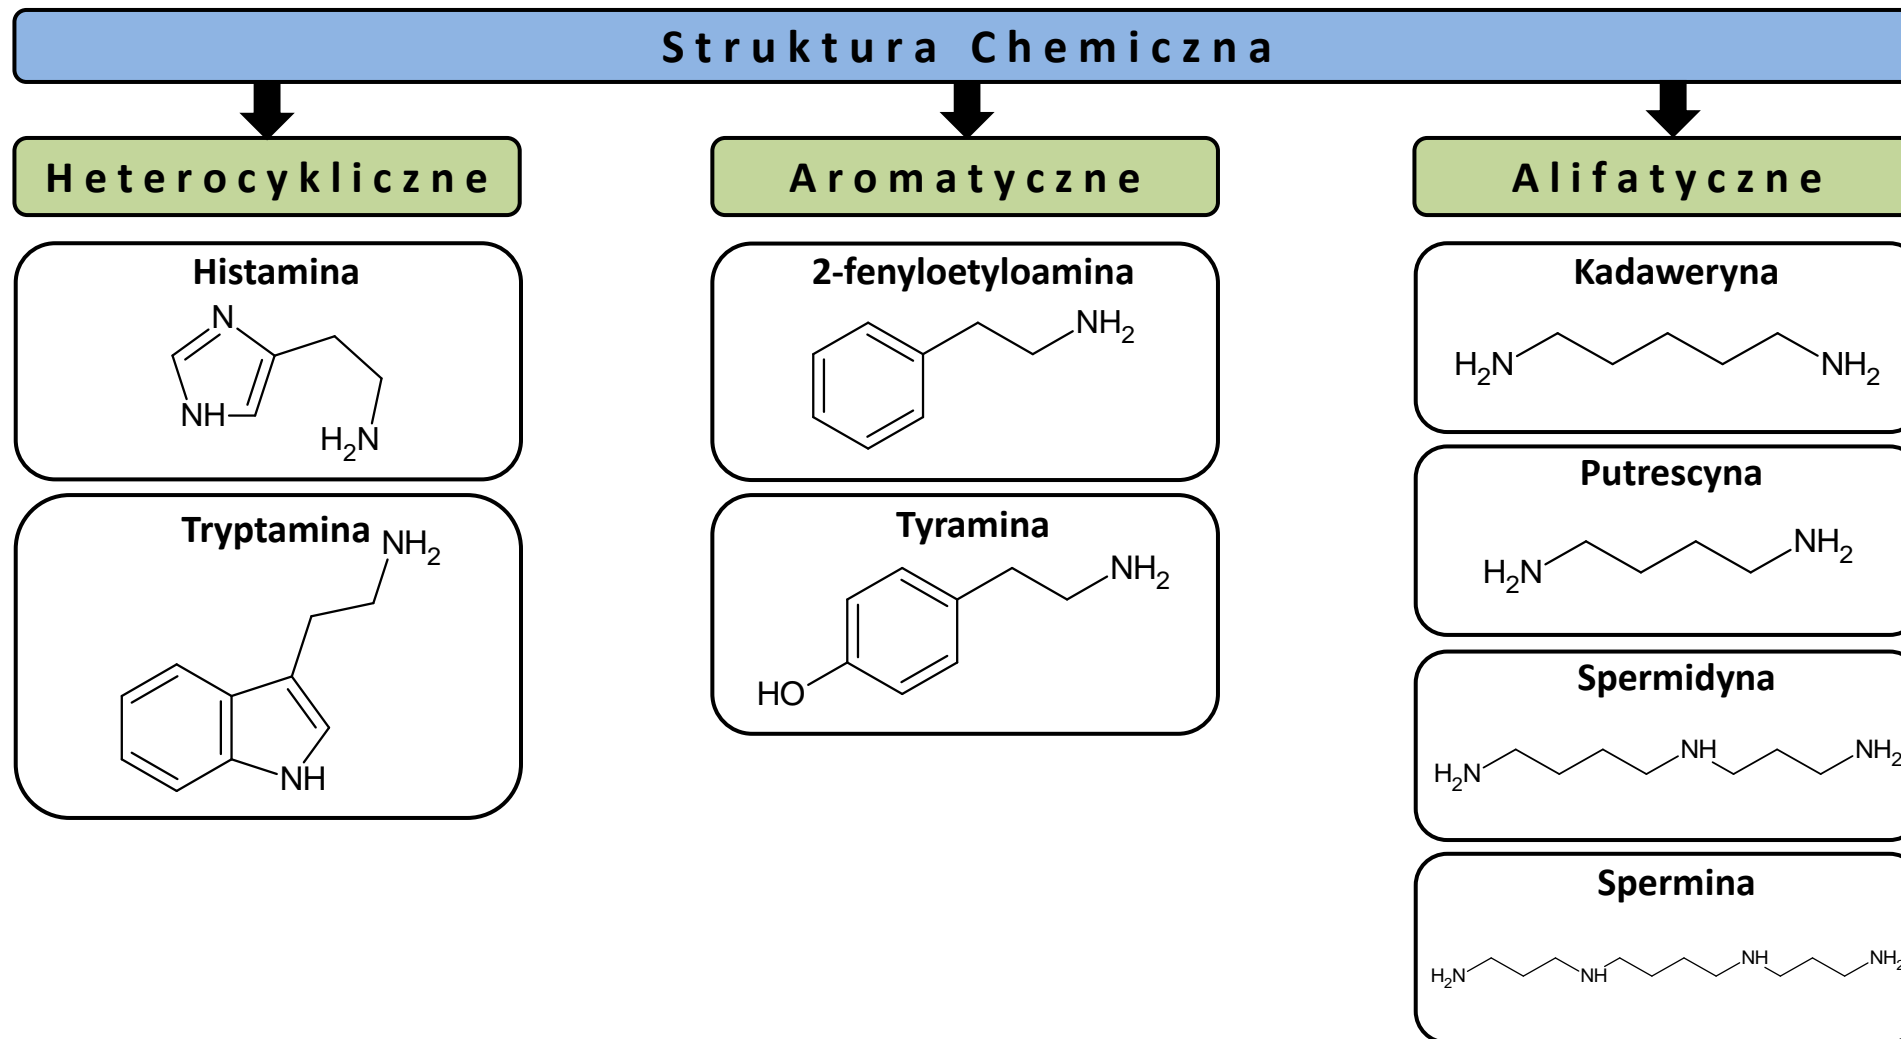 Struktura Chemiczna
Heterocykliczne
Histamina
N
NH
H2N
Tryptamina
NH2
NH
Aromatyczne
2-fenyloetyloamina
NH2
Tyramina
NH2
HO
Alifatyczne
Kadaweryna
H2N
NH2
Putrescyna
H2N
NH2
Spermidyna
H2N
NH
NH2
Spermina
H2N
NH
NH
NH2